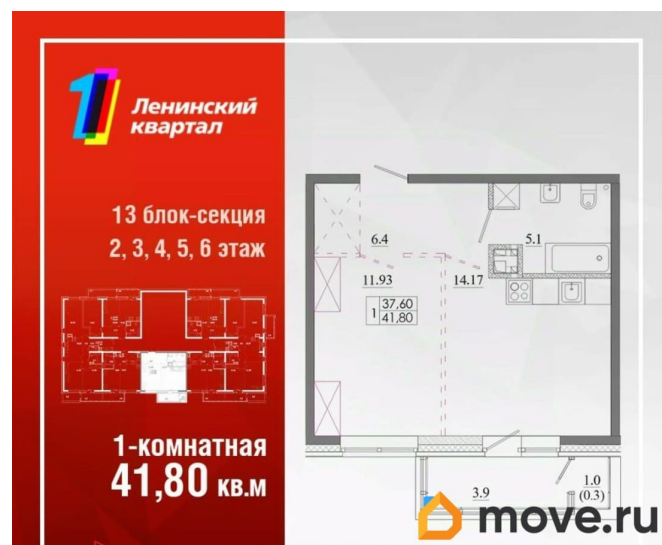 Ленинский
квартал
13 блок-секция
2, 3, 4, 5, 6 этаж
1-комнатная
41,80 кв.м
6.4
5.1
11.93
14.17
1
37,60
41,80
3.9
1.0
(0.3)
move.ru